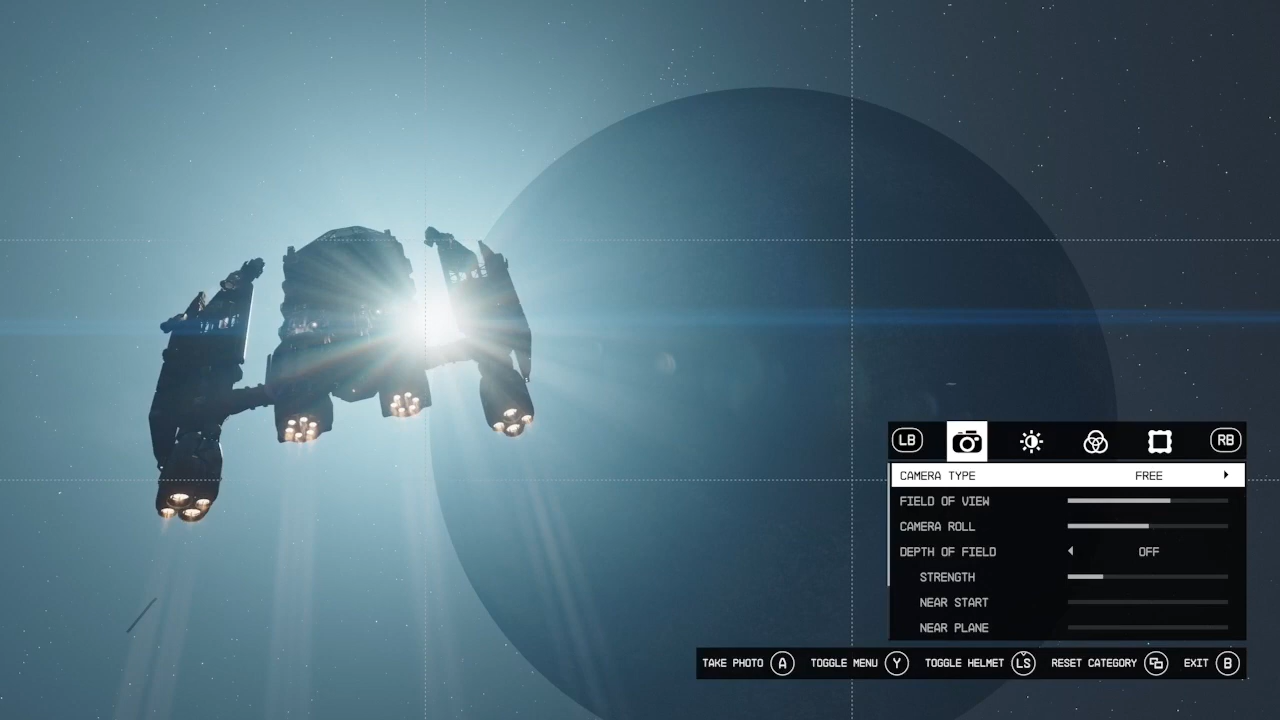 LB RB
CAMERA TYPE FREE
FIELD OF VIEW
CAMERA ROLL
DEPTH OF FIELD OFF
STRENGTH
NEAR START
NEAR PLANE
TAKE PHOTO A TOGGLE MENU Y TOGGLE HELMET LS RESET CATEGORY EXIT B